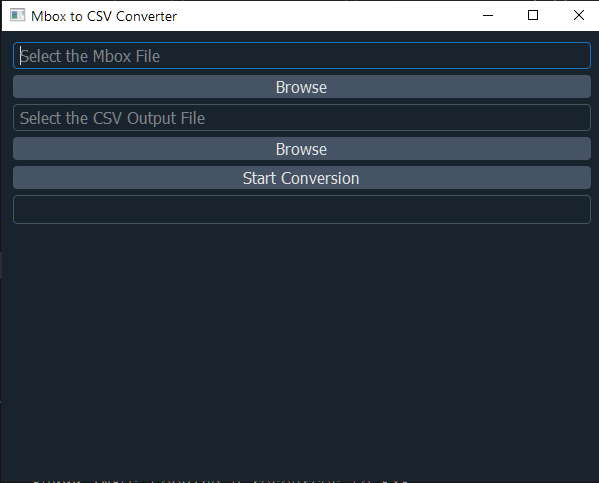 Mbox to CSV Converter
Select the Mbox File
Browse
Select the CSV Output File
Browse
Start Conversion